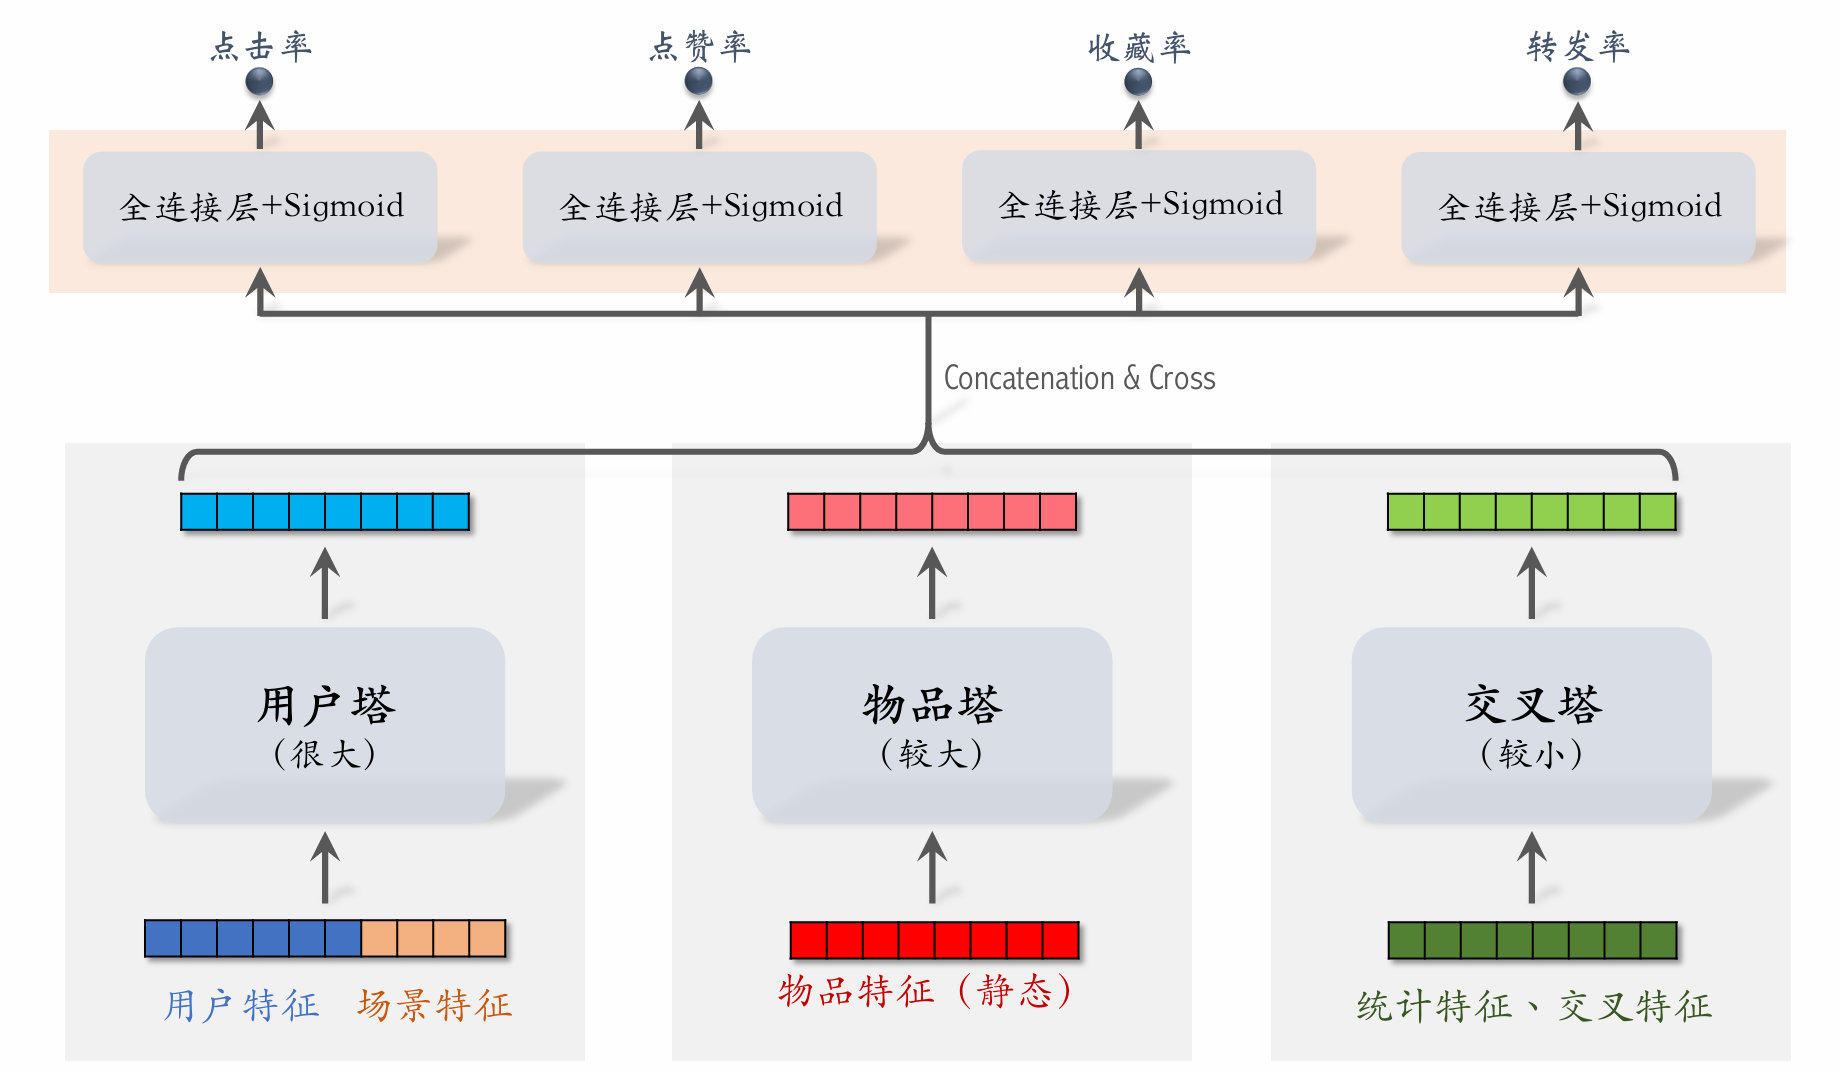 点击率
点赞率
收藏率
转发率
全连接层+Sigmoid
全连接层+Sigmoid
全连接层+Sigmoid
全连接层+Sigmoid
Concatenation & Cross
用户塔
（很大）
物品塔
（较大）
交叉塔
（较小）
用户特征
场景特征
物品特征（静态）
统计特征、交叉特征